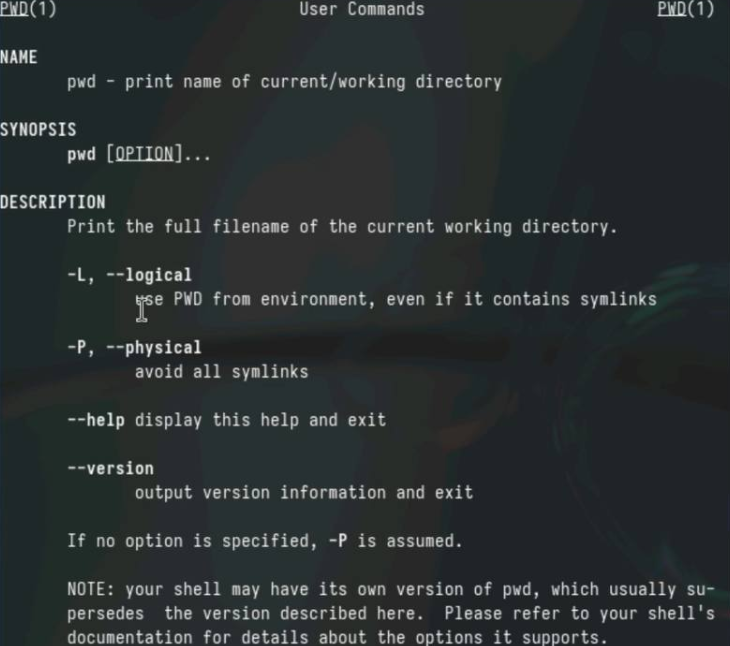 PWD(1) User Commands PWD(1)
NAME
pwd - print name of current/working directory
SYNOPSIS
pwd [OPTION]...
DESCRIPTION
Print the full filename of the current working directory.
-L, --logical
use PWD from environment, even if it contains symlinks
-P, --physical
avoid all symlinks
--help display this help and exit
--version
output version information and exit
If no option is specified, -P is assumed.
NOTE: your shell may have its own version of pwd, which usually su-
persedes the version described here. Please refer to your shell's
documentation for details about the options it supports.